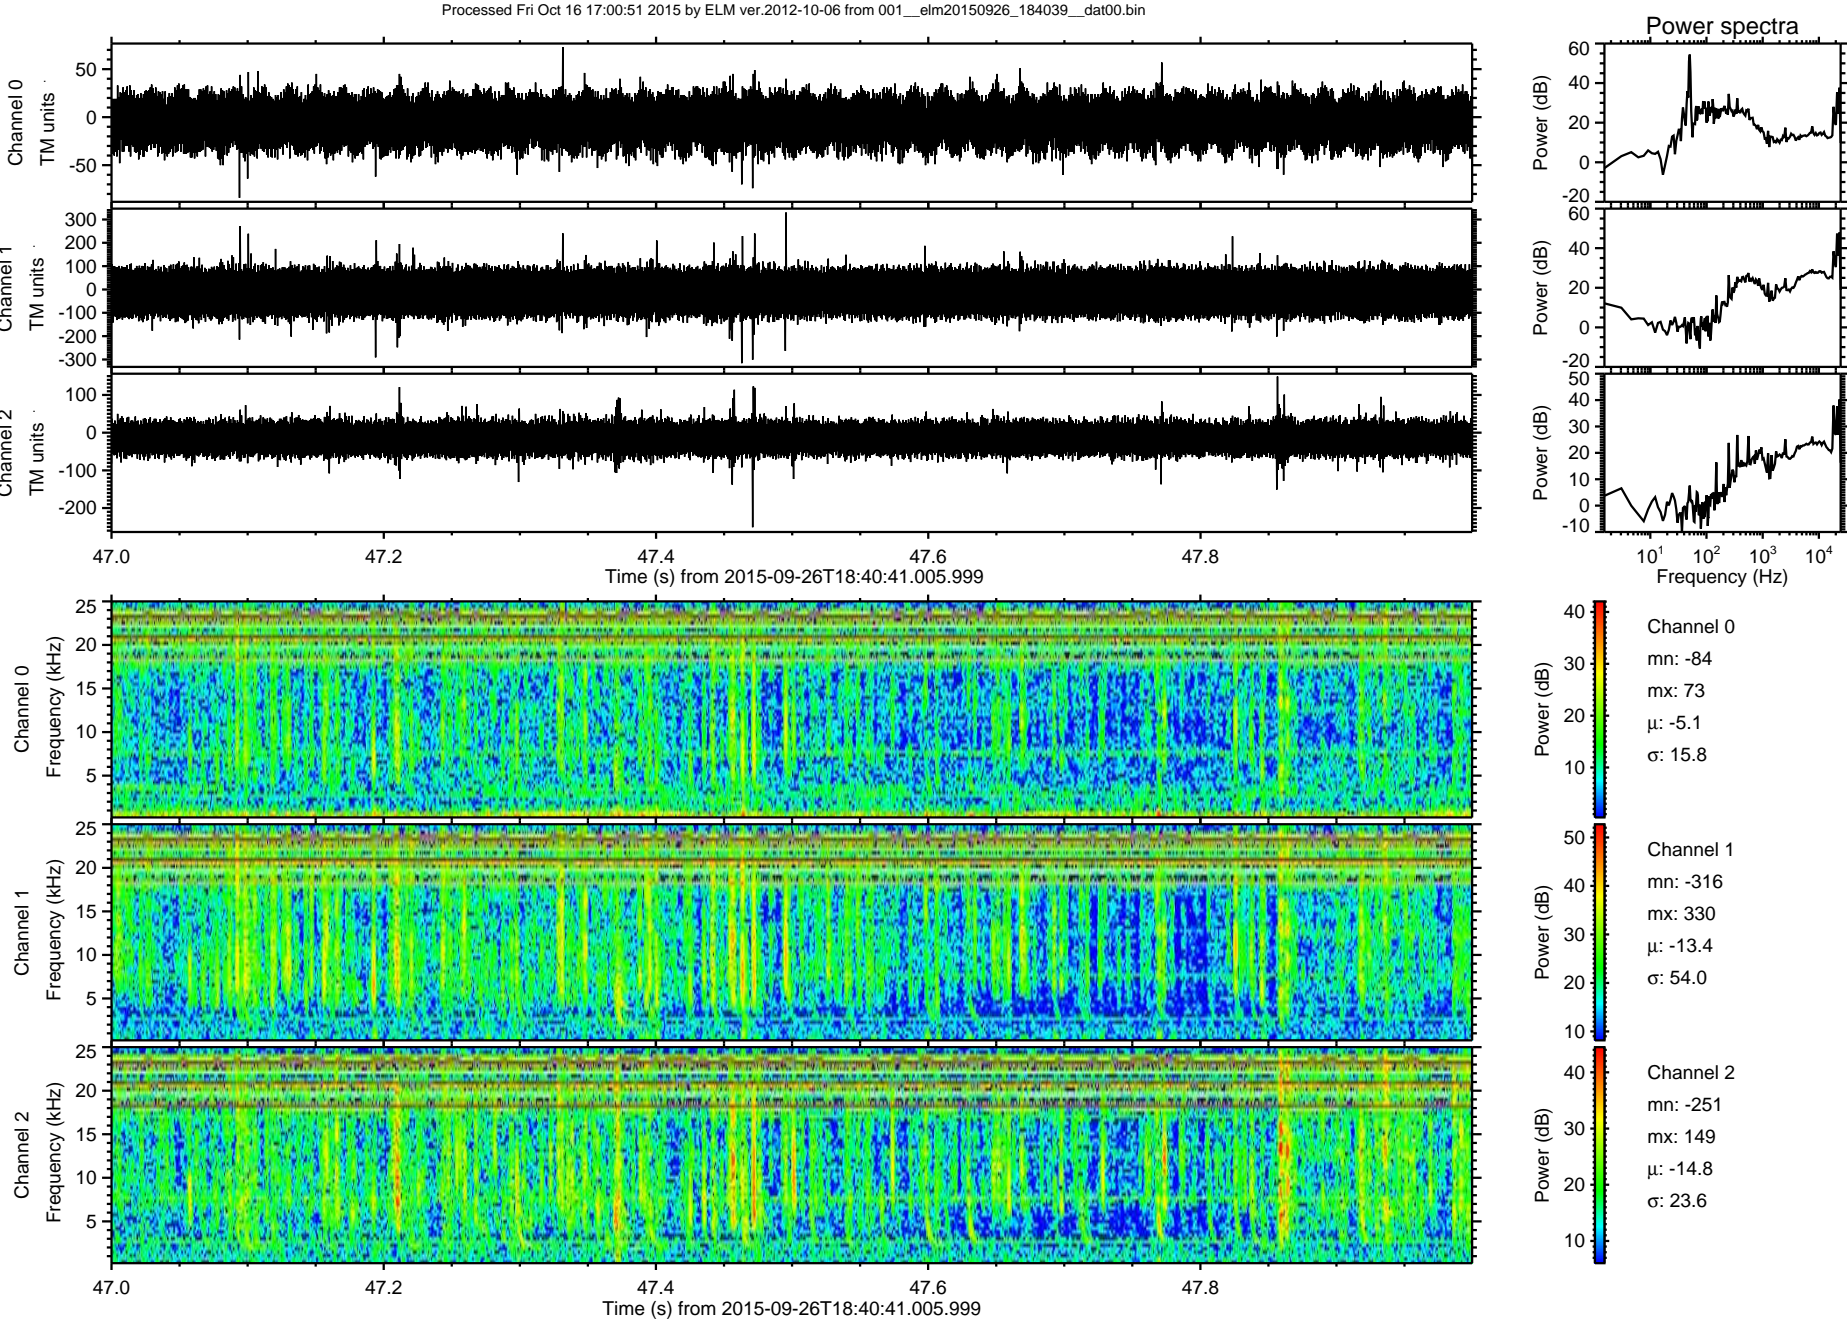 Processed Fri Oct 16 17:00:51 2015 by ELM ver.2012-10-06 from 001__elm20150926_184039__dat00.bin
Power spectra
Channel 0
TM units
50
0
-50
Power (dB)
60
40
20
0
-20
Channel 1
TM units
300
200
100
0
-100
-200
-300
Power (dB)
60
40
20
0
-20
Channel 2
TM units
100
0
-100
-200
Power (dB)
50
40
30
20
10
0
-10
47.0 47.2 47.4 47.6 47.8
Time (s) from 2015-09-26T18:40:41.005.999
10^1 10^2 10^3 10^4
Frequency (Hz)
Channel 0
Frequency (kHz)
25
20
15
10
5
Power (dB)
40
30
20
10
Channel 0
mn: -84
mx: 73
μ: -5.1
σ: 15.8
Channel 1
Frequency (kHz)
25
20
15
10
5
Power (dB)
50
40
30
20
10
Channel 1
mn: -316
mx: 330
μ: -13.4
σ: 54.0
Channel 2
Frequency (kHz)
25
20
15
10
5
Power (dB)
40
30
20
10
Channel 2
mn: -251
mx: 149
μ: -14.8
σ: 23.6
47.0 47.2 47.4 47.6 47.8
Time (s) from 2015-09-26T18:40:41.005.999